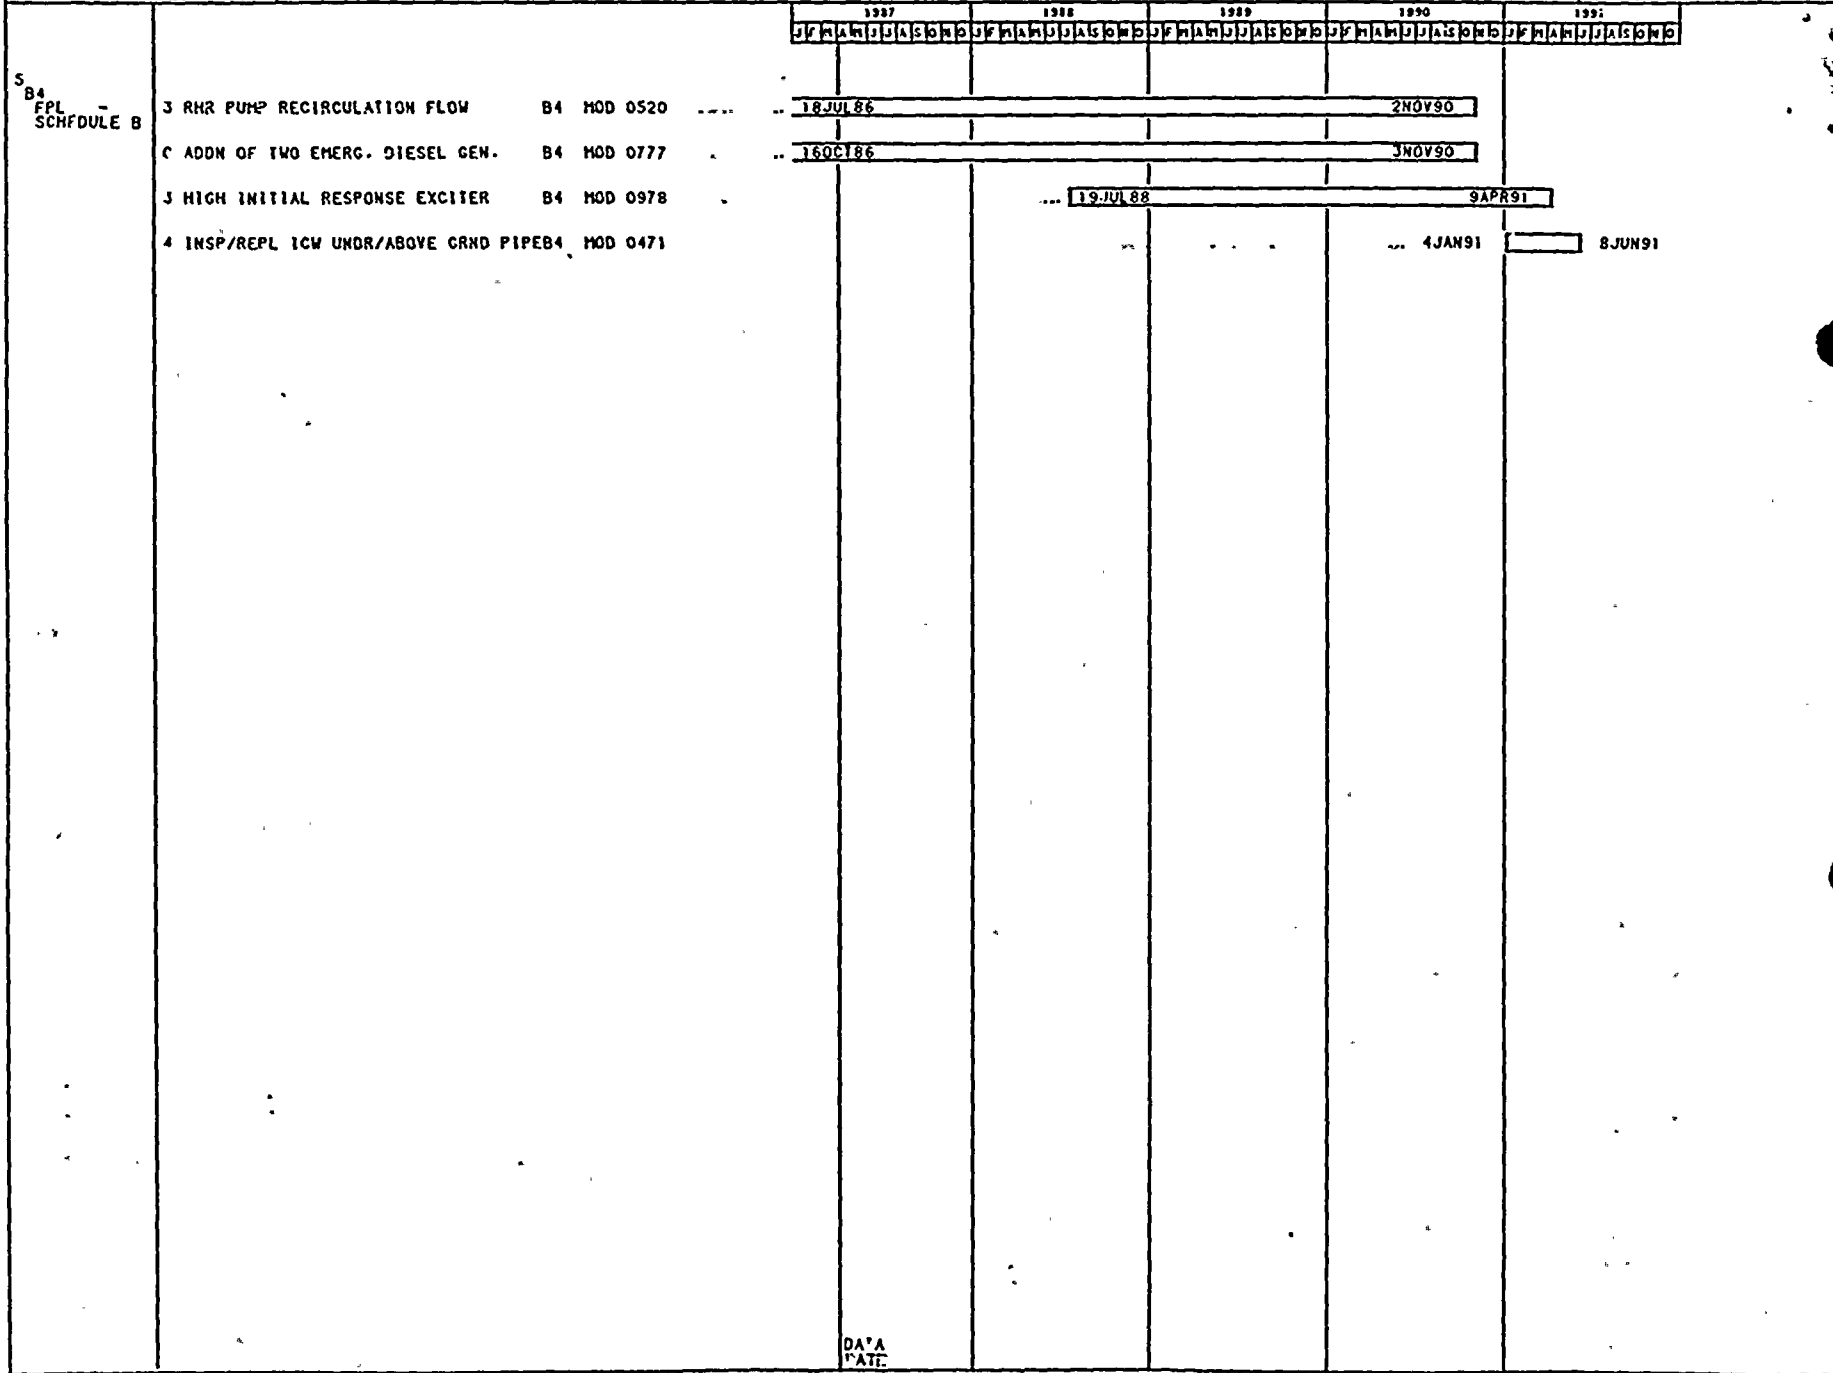 1987 1988 1989 1990 1991
J F M A M J J A S O N D J F M A M J J A S O N D J F M A M J J A S O N D J F M A M J J A S O N D J F M A M J J A S O N D
S
B4
FPL -
SCHEDULE B
3 RHR PUMP RECIRCULATION FLOW B4 MOD 0520 18JUL86 2NOV90
C ADDN OF TWO EMERG. DIESEL GEN. B4 MOD 0777 16OCT86 3NOV90
3 HIGH INITIAL RESPONSE EXCITER B4 MOD 0978 19JUL88 9APR91
4 INSP/REPL ICW UNDR/ABOVE GRND PIPEB4 MOD 0471 4JAN91 8JUN91
DATA
DATE